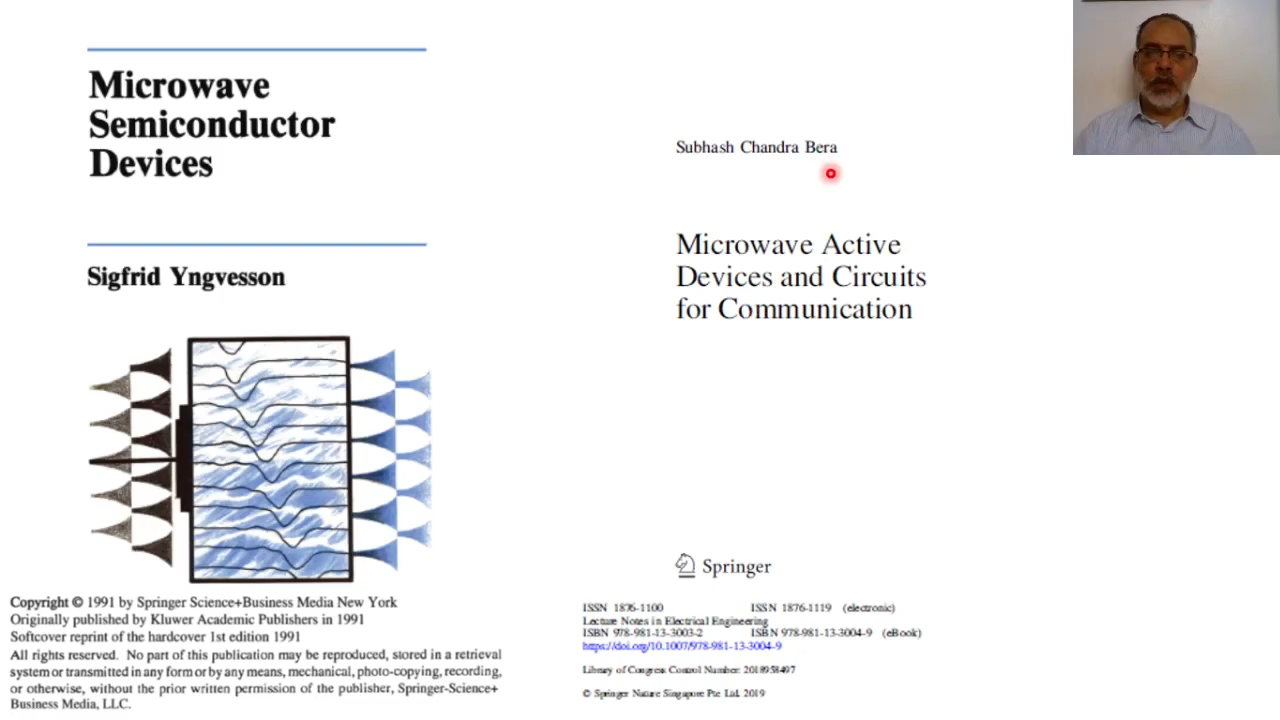 Microwave
Semiconductor
Devices
Sigfrid Yngvesson
Copyright © 1991 by Springer Science+Business Media New York
Originally published by Kluwer Academic Publishers in 1991
Softcover reprint of the hardcover 1st edition 1991
All rights reserved. No part of this publication may be reproduced, stored in a retrieval
system or transmitted in any form or by any means, mechanical, photo-copying, recording,
or otherwise, without the prior written permission of the publisher, Springer-Science+
Business Media, LLC.
Subhash Chandra Bera
Microwave Active
Devices and Circuits
for Communication
Springer
ISSN 1876-1100 ISSN 1876-1119 (electronic)
Lecture Notes in Electrical Engineering
ISBN 978-981-13-3003-2 ISBN 978-981-13-3004-9 (eBook)
https://doi.org/10.1007/978-981-13-3004-9
Library of Congress Control Number: 2018958497
© Springer Nature Singapore Pte Ltd. 2019